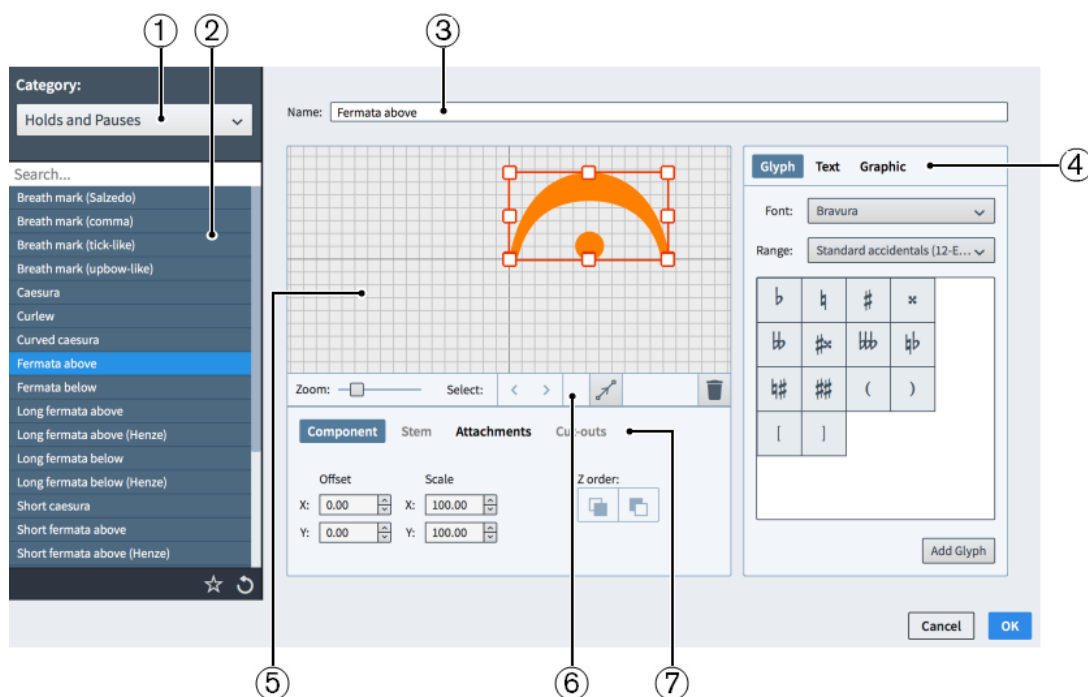 ① ② ③
Category:
Holds and Pauses
Name: Fermata above
Search...
Breath mark (Salzedo)
Breath mark (comma)
Breath mark (tick-like)
Breath mark (upbow-like)
Caesura
Curlew
Curved caesura
Fermata above
Fermata below
Long fermata above
Long fermata above (Henze)
Long fermata below
Long fermata below (Henze)
Short caesura
Short fermata above
Short fermata above (Henze)
Zoom: Select: < >
Component Stem Attachments Cut-outs
Offset Scale Z order:
X: 0.00 X: 100.00
Y: 0.00 Y: 100.00
Glyph Text Graphic ④
Font: Bravura
Range: Standard accidentals (12-E...
♭ ♮ ♯ 𝄪
( )
[ ]
Add Glyph
Cancel OK
⑤ ⑥ ⑦